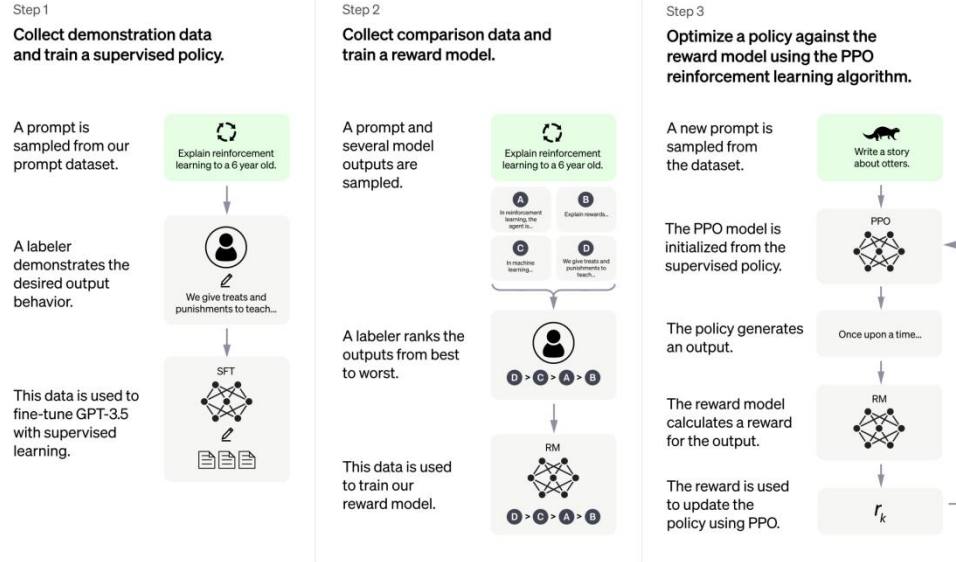 Step 1
Collect demonstration data
and train a supervised policy.
A prompt is
sampled from our
prompt dataset.
Explain reinforcement
learning to a 6 year old.
A labeler
demonstrates the
desired output
behavior.
We give treats and
punishments to teach...
This data is used to
fine-tune GPT-3.5
with supervised
learning.
SFT
Step 2
Collect comparison data and
train a reward model.
A prompt and
several model
outputs are
sampled.
Explain reinforcement
learning to a 6 year old.
A
In reinforcement
learning, the
agent is...
B
Explain rewards...
C
In machine
learning...
D
We give treats and
punishments to
teach...
A labeler ranks the
outputs from best
to worst.
D > C > A > B
This data is used
to train our
reward model.
RM
D > C > A > B
Step 3
Optimize a policy against the
reward model using the PPO
reinforcement learning algorithm.
A new prompt is
sampled from
the dataset.
Write a story
about otters.
The PPO model is
initialized from the
supervised policy.
PPO
The policy generates
an output.
Once upon a time...
The reward model
calculates a reward
for the output.
RM
The reward is used
to update the
policy using PPO.
rk